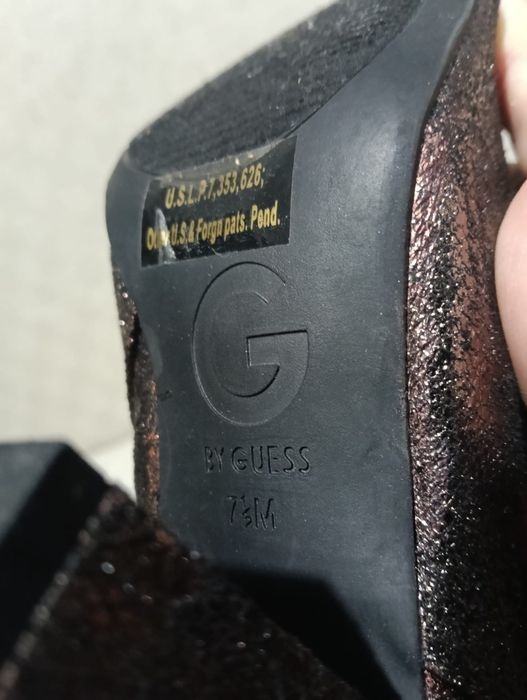 U.S.L.P.7,353,626,
Other U.S.& Forgn pats. Pend.
G
BY GUESS
7½M